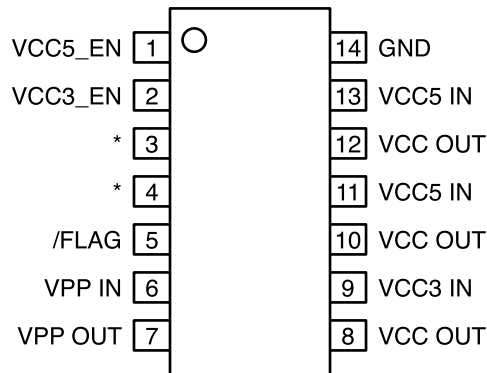 VCC5_EN 1 14 GND
VCC3_EN 2 13 VCC5 IN
* 3 12 VCC OUT
* 4 11 VCC5 IN
/FLAG 5 10 VCC OUT
VPP IN 6 9 VCC3 IN
VPP OUT 7 8 VCC OUT